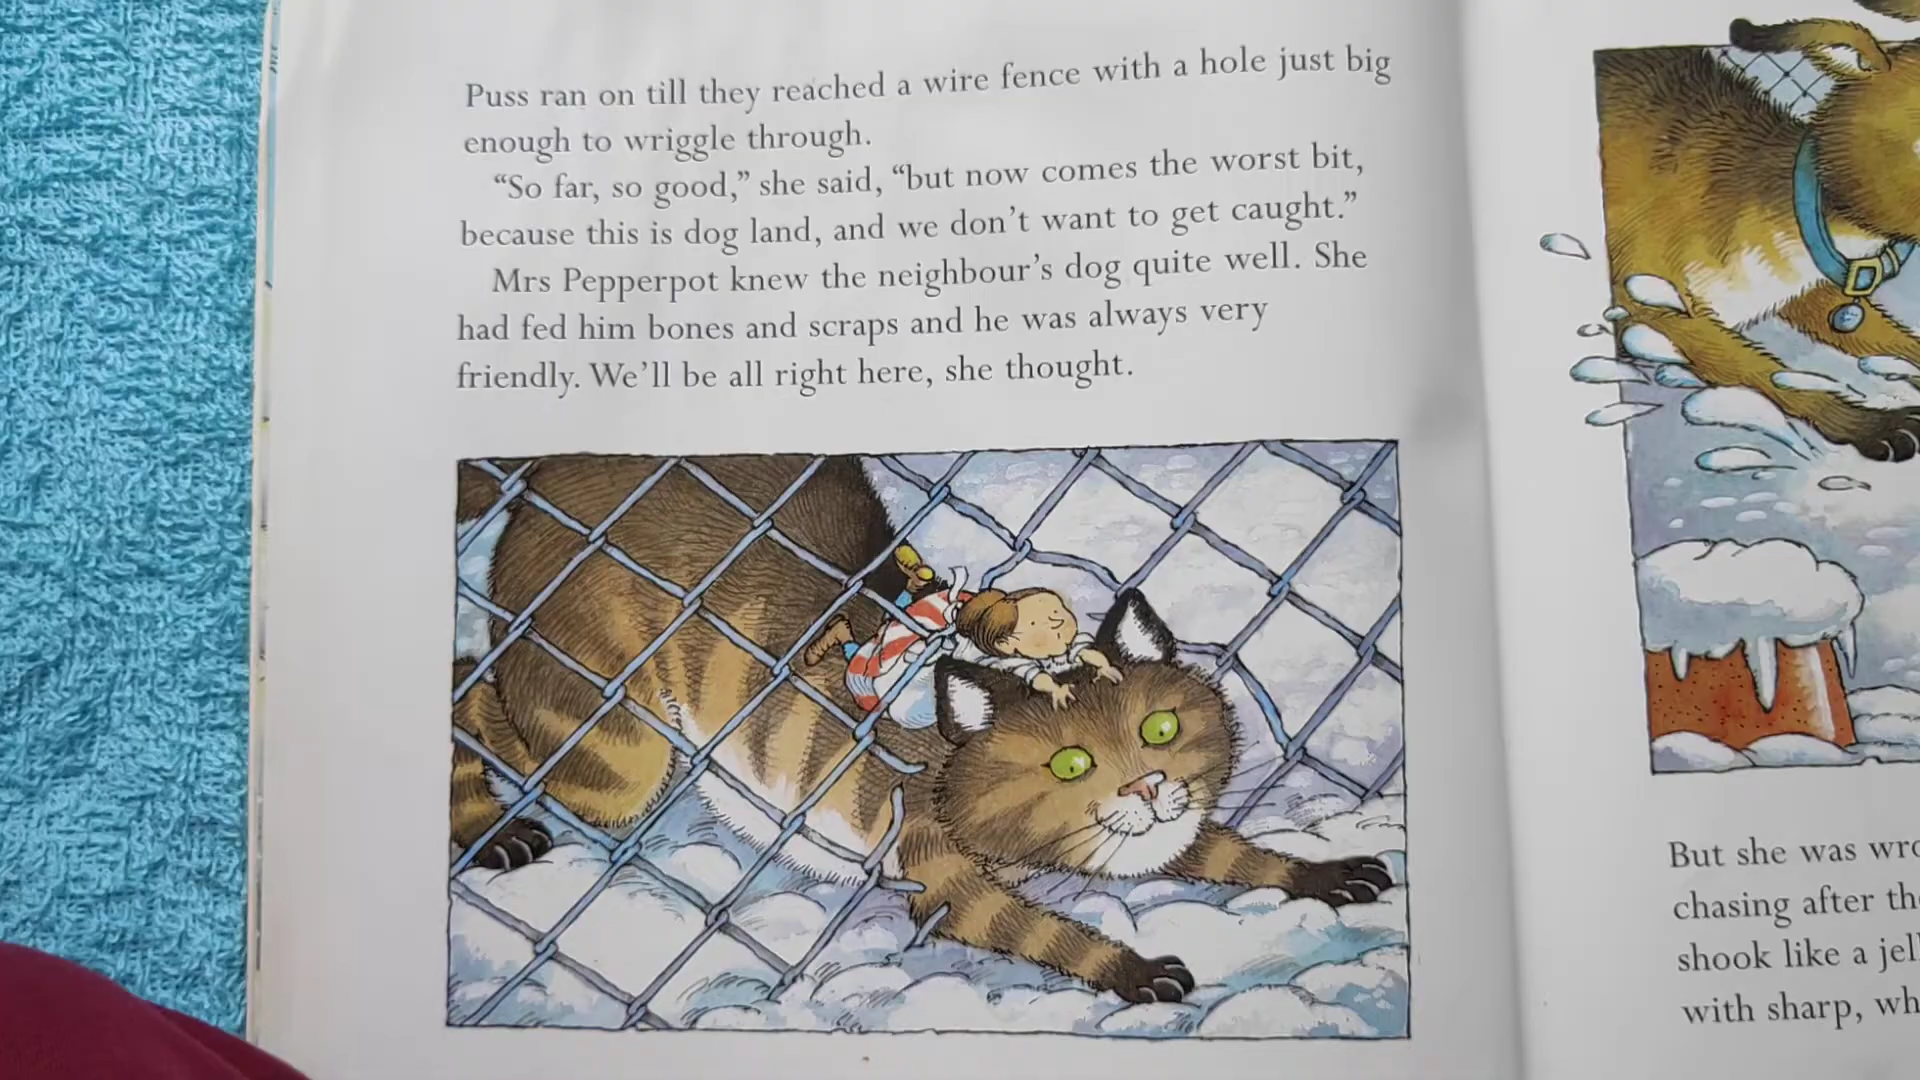 Puss ran on till they reached a wire fence with a hole just big
enough to wriggle through.
“So far, so good,” she said, “but now comes the worst bit,
because this is dog land, and we don’t want to get caught.”
Mrs Pepperpot knew the neighbour’s dog quite well. She
had fed him bones and scraps and he was always very
friendly. We’ll be all right here, she thought.
But she was
chasing after
shook like a
with sharp,